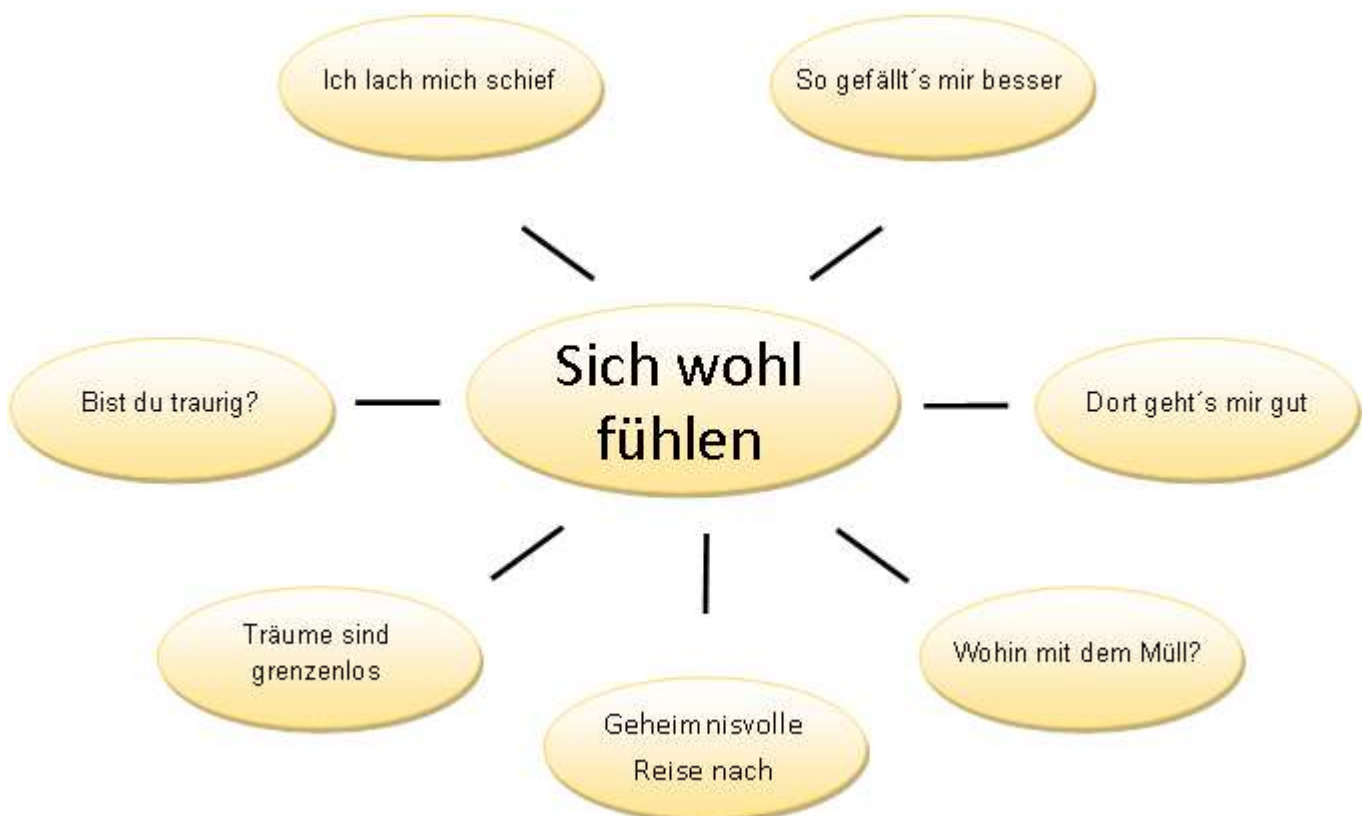 Ich lach mich schief
So gefällt´s mir besser
Sich wohl
fühlen
Bist du traurig?
Dort geht´s mir gut
Träume sind
grenzenlos
Wohin mit dem Müll?
Geheimnisvolle
Reise nach